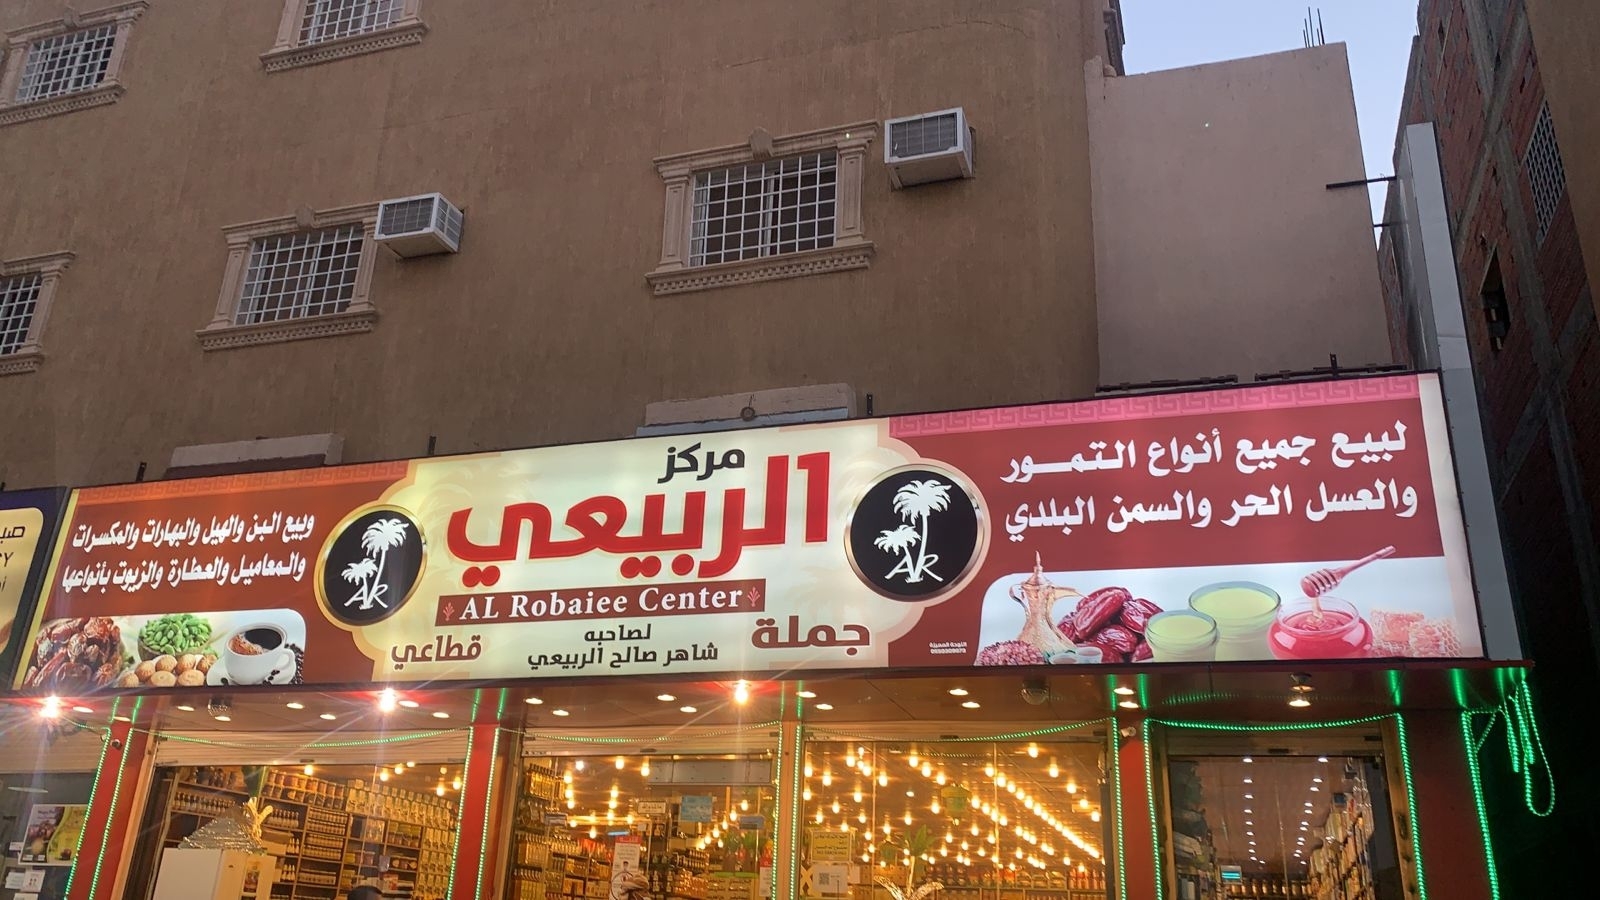 لبيع جميع أنواع التمور
والعسل الحر والسمن البلدي
مركز
الربيعي
AL Robaiee Center
جملة
قطاعي
لصاحبه
شاهر صالح الربيعي
AR
AR
وبيع البن والهيل والبهارات والمكسرات
والمعاميل والعطارة والزيوت بأنواعها